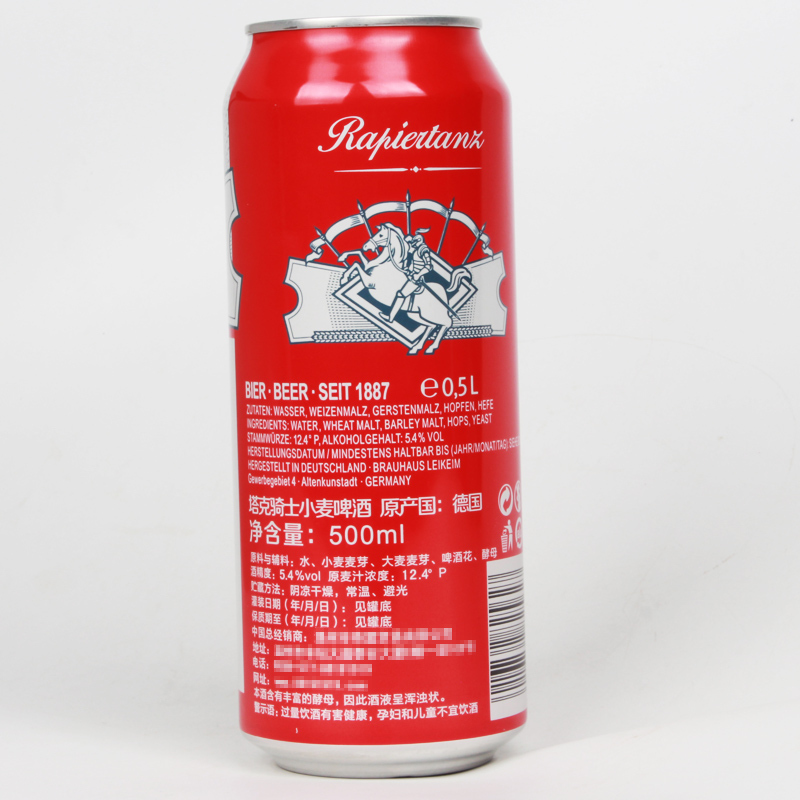 Rapiertanz
BIER · BEER · SEIT 1887 ℮ 0,5 L
ZUTATEN: WASSER, WEIZENMALZ, GERSTENMALZ, HOPFEN, HEFE
INGREDIENTS: WATER, WHEAT MALT, BARLEY MALT, HOPS, YEAST
STAMMWÜRZE: 12.4° P, ALKOHOLGEHALT: 5.4 % VOL
HERSTELLUNGSDATUM / MINDESTENS HALTBAR BIS (JAHR/MONAT/TAG)
HERGESTELLT IN DEUTSCHLAND · BRAUHAUS LEIKEIM
Gewerbegebiet 4 · Altenkunstadt · GERMANY
塔克骑士小麦啤酒 原产国：德国
净含量：500ml
原料与辅料：水、小麦麦芽、大麦麦芽、啤酒花、酵母
酒精度：5.4%vol 原麦汁浓度：12.4° P
贮藏方法：阴凉干燥，常温、避光
灌装日期（年/月/日）：见罐底
保质期至（年/月/日）：见罐底
中国总经销商：
地址：
电话：
网址：
本酒含有丰富的酵母，因此酒液呈浑浊状。
警示语：过量饮酒有害健康，孕妇和儿童不宜饮酒